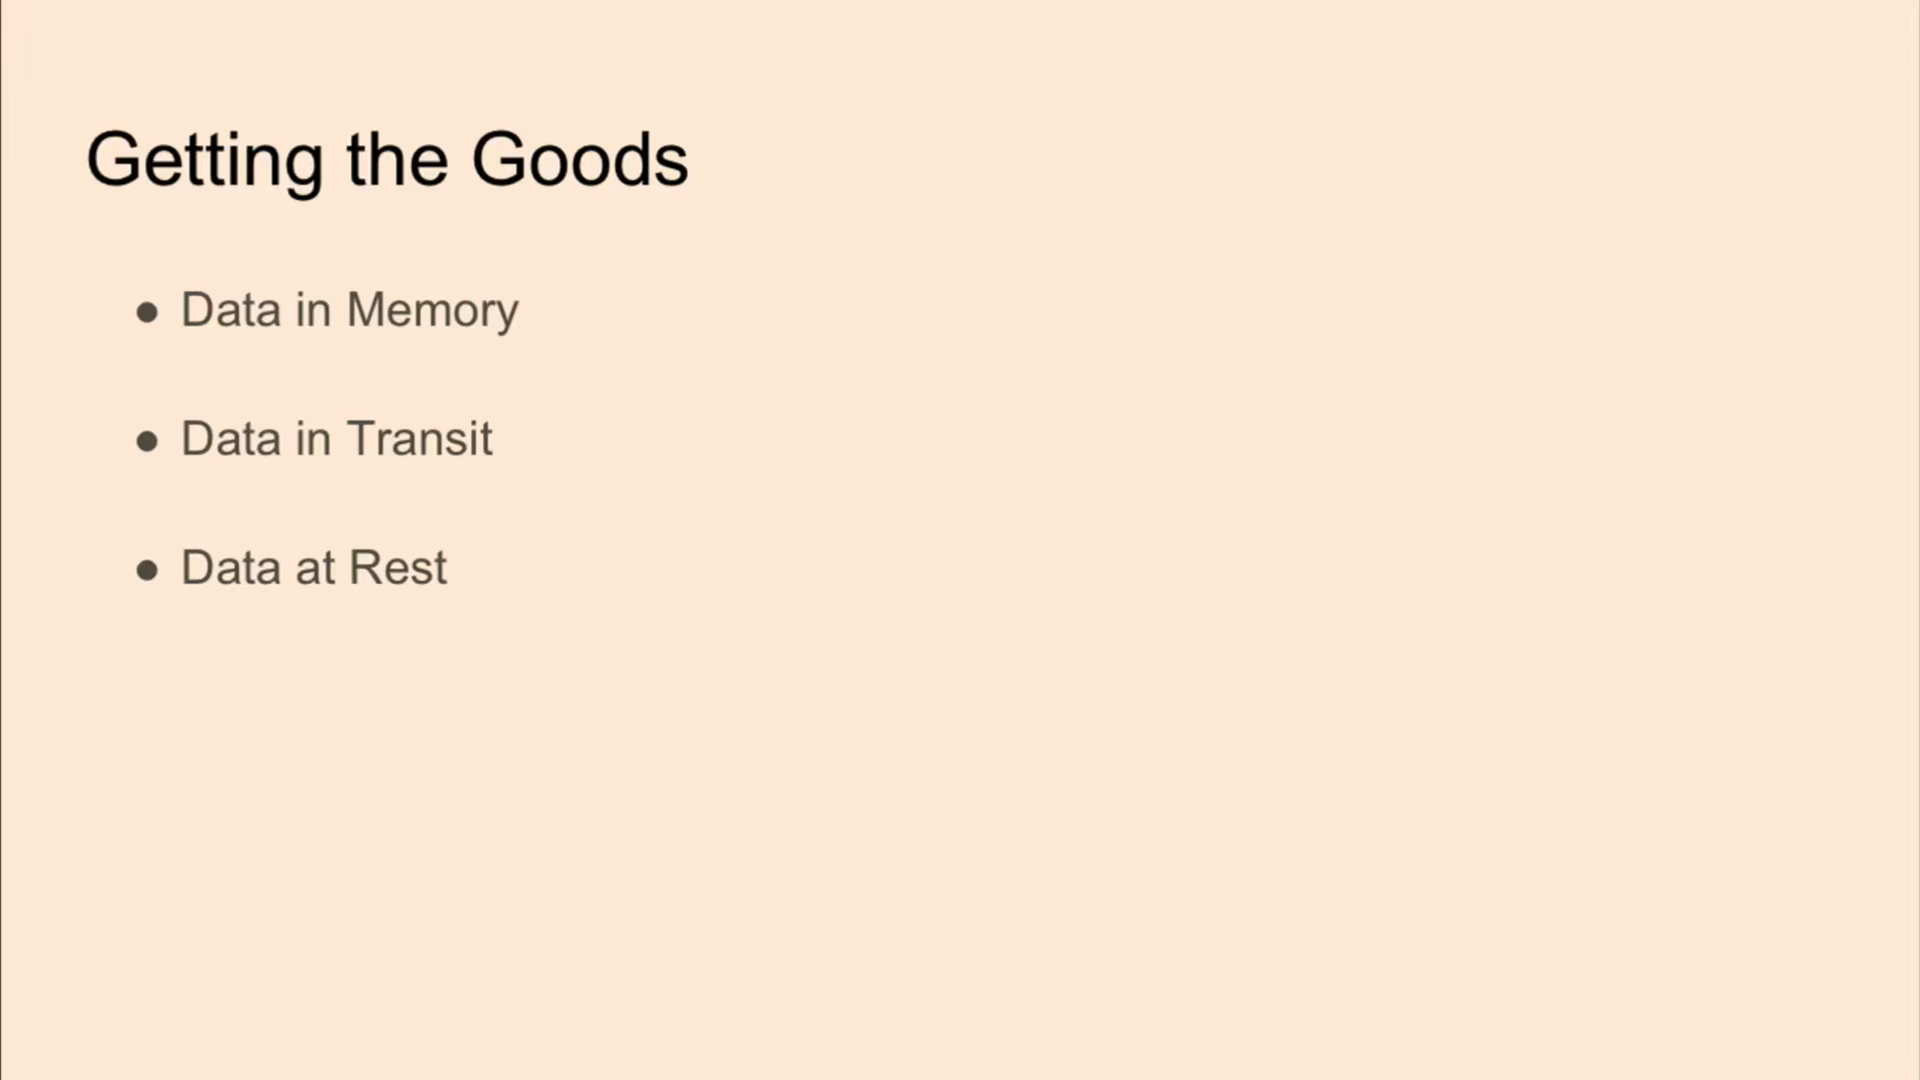 Getting the Goods
● Data in Memory
● Data in Transit
● Data at Rest